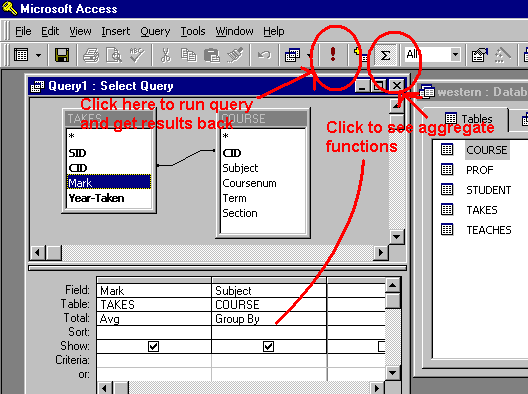 Microsoft Access
File Edit View Insert Query Tools Window Help
Σ All
Query1 : Select Query
western : Datab
Click here to run query
and get results back
Click to see aggregate
functions
TAKES
*
SID
CID
Mark
Year-Taken
COURSE
*
CID
Subject
Coursenum
Term
Section
Tables
COURSE
PROF
STUDENT
TAKES
TEACHES
Field: Mark Subject
Table: TAKES COURSE
Total: Avg Group By
Sort:
Show:
Criteria:
or: